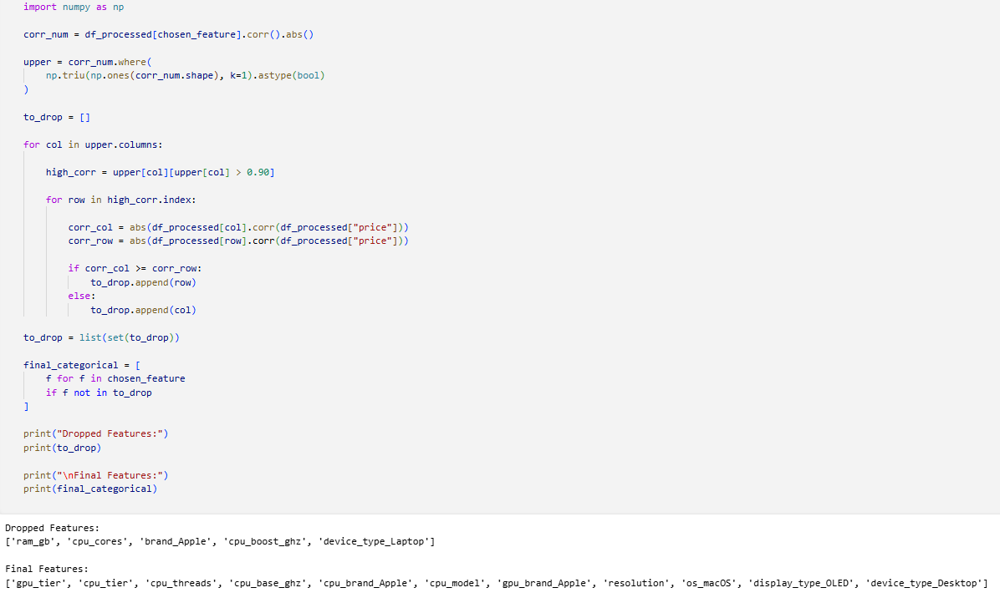 import numpy as np
corr_num = df_processed[chosen_feature].corr().abs()
upper = corr_num.where(
    np.triu(np.ones(corr_num.shape), k=1).astype(bool)
)
to_drop = []
for col in upper.columns:
    high_corr = upper[col][upper[col] > 0.90]
    for row in high_corr.index:
        corr_col = abs(df_processed[col].corr(df_processed["price"]))
        corr_row = abs(df_processed[row].corr(df_processed["price"]))
        if corr_col >= corr_row:
            to_drop.append(row)
        else:
            to_drop.append(col)
to_drop = list(set(to_drop))
final_categorical = [
    f for f in chosen_feature
    if f not in to_drop
]
print("Dropped Features:")
print(to_drop)
print("\nFinal Features:")
print(final_categorical)
Dropped Features:
['ram_gb', 'cpu_cores', 'brand_Apple', 'cpu_boost_ghz', 'device_type_Laptop']
Final Features:
['gpu_tier', 'cpu_tier', 'cpu_threads', 'cpu_base_ghz', 'cpu_brand_Apple', 'cpu_model', 'gpu_brand_Apple', 'resolution', 'os_macOS', 'display_type_OLED', 'device_type_Desktop']